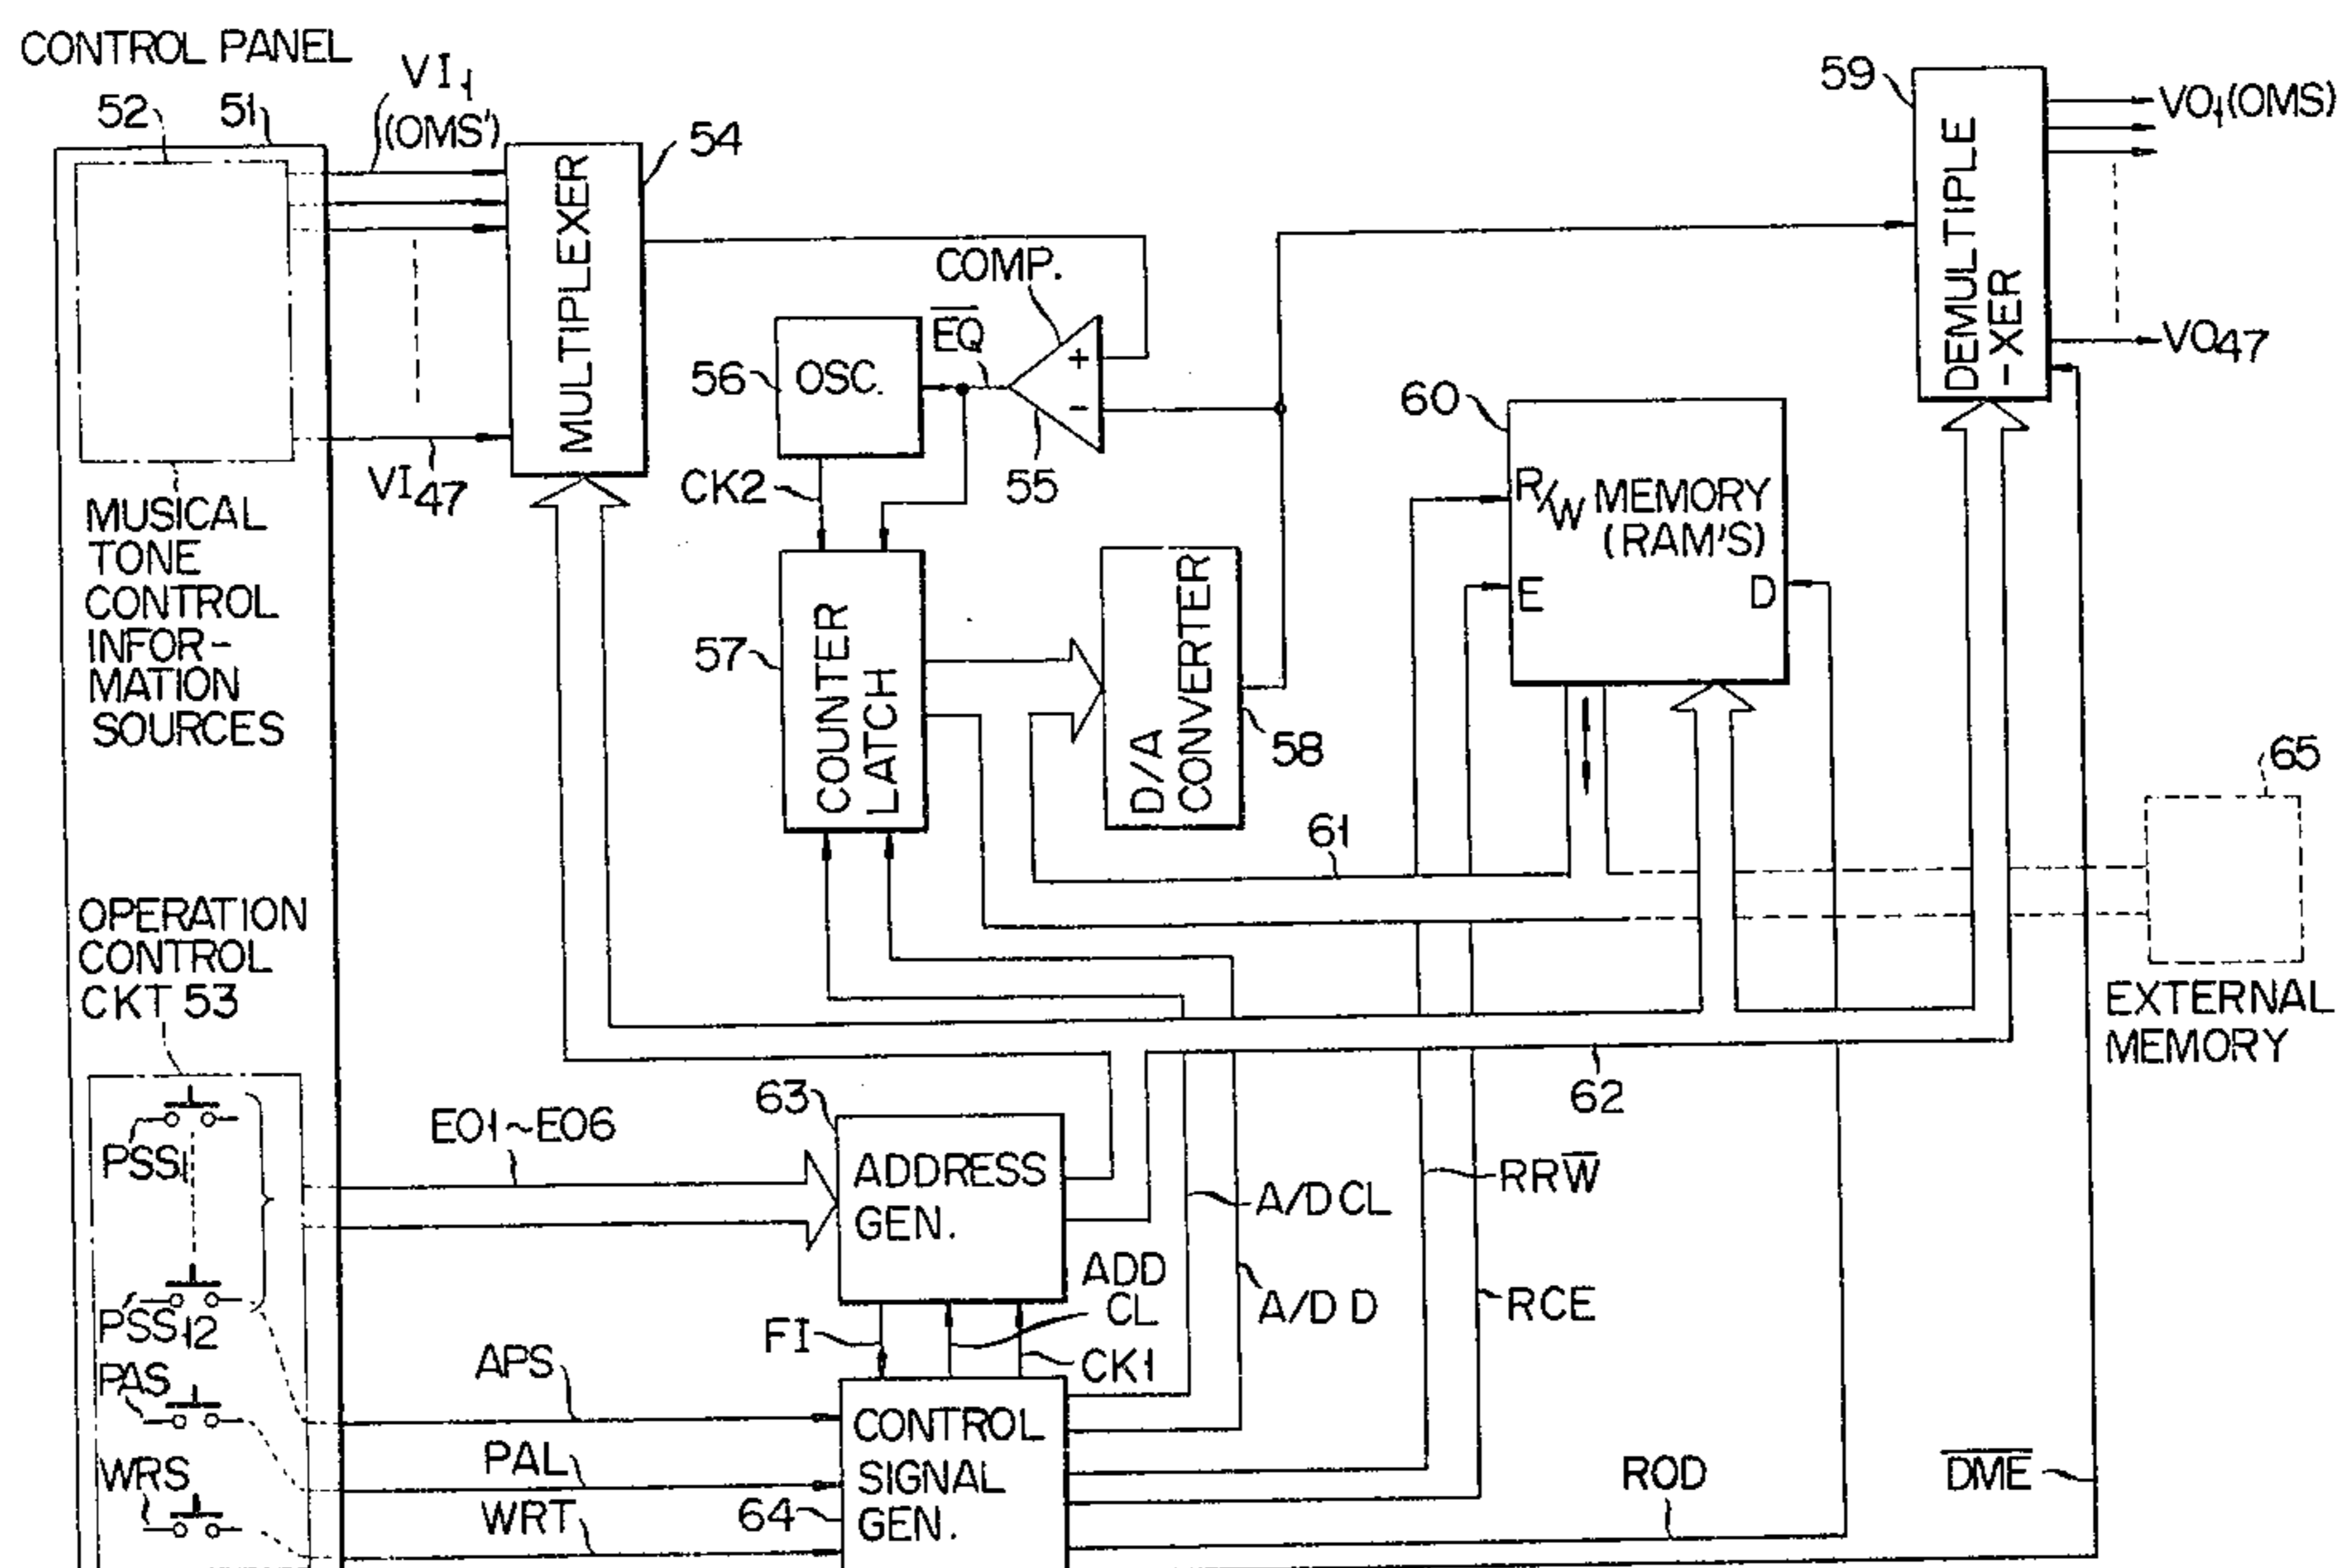 CONTROL PANEL
52
51
VI1
(OMS')
54
MULTIPLEXER
VI47
MUSICAL
TONE
CONTROL
INFOR-
MATION
SOURCES
COMP.
EQ̅
+
-
55
56
OSC.
CK2
57
COUNTER
LATCH
D/A
CONVERTER
58
59
DEMULTIPLE
-XER
VO1(OMS)
VO47
60
R/W
MEMORY
(RAM'S)
E
D
61
65
EXTERNAL
MEMORY
62
OPERATION
CONTROL
CKT 53
PSS1
PSS12
PAS
WRS
EO1~EO6
63
ADDRESS
GEN.
FI
ADD
CL
CK1
A/D CL
A/D D
RRW̅
RCE
APS
PAL
WRT
64
CONTROL
SIGNAL
GEN.
ROD
D̅M̅E̅